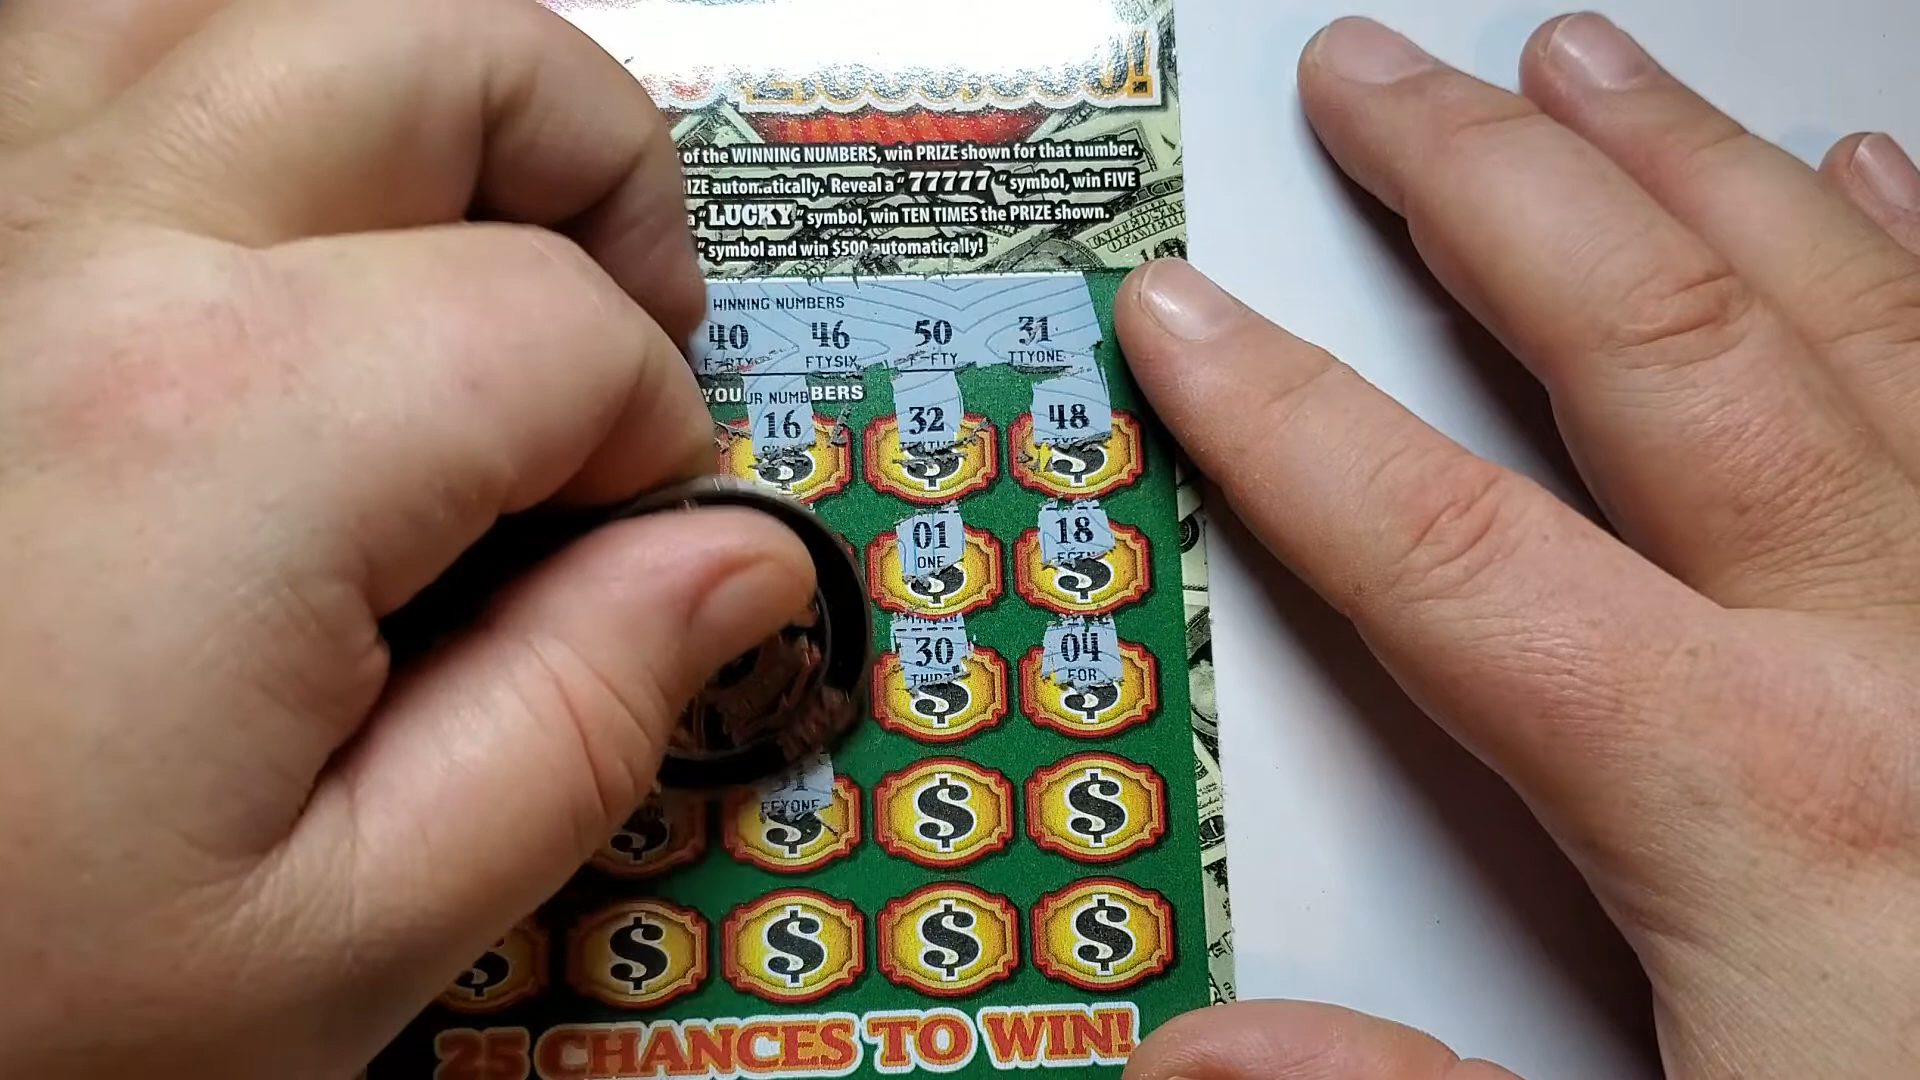 of the WINNING NUMBERS, win PRIZE shown for that number.
IZE automatically. Reveal a "77777" symbol, win FIVE
a "LUCKY" symbol, win TEN TIMES the PRIZE shown.
" symbol and win $500 automatically!
WINNING NUMBERS
40 46 50 31
FTYSIX TTYONE
YOUR NUMBERS
16 32 48
01 18
ONE
30 04
FOR
FFYONE
25 CHANCES TO WIN!